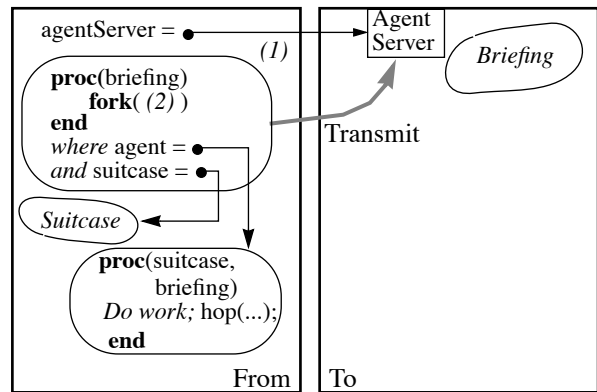 agentServer =
(1)
proc(briefing)
fork( (2) )
end
where agent =
and suitcase =
Suitcase
proc(suitcase,
briefing)
Do work; hop(...);
end
From
Agent
Server
Briefing
Transmit
To